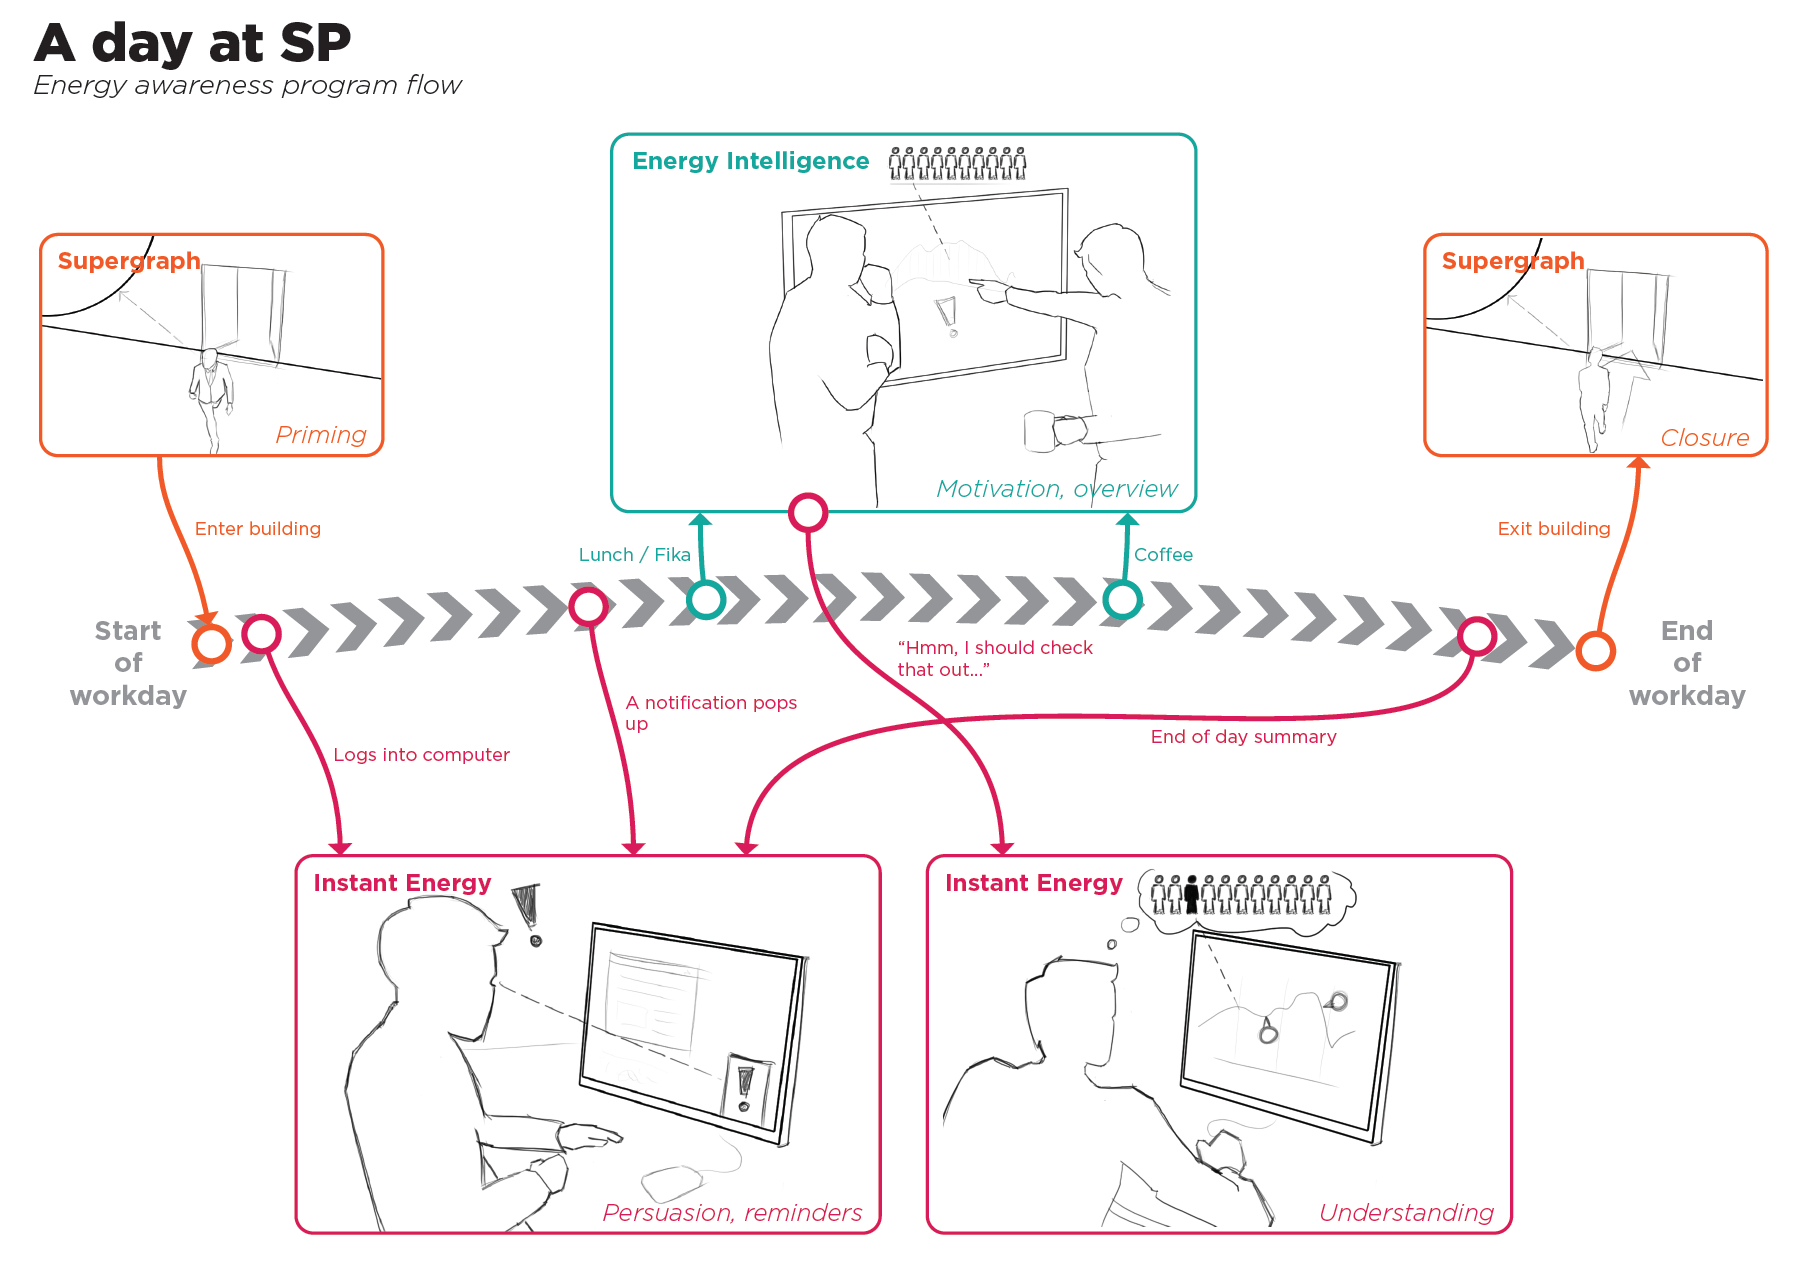 A day at SP
Energy awareness program flow
Energy Intelligence
Motivation, overview
Supergraph
Priming
Supergraph
Closure
Enter building
Lunch / Fika
Coffee
Exit building
Start
of
workday
End
of
workday
“Hmm, I should check
that out...”
A notification pops
up
Logs into computer
End of day summary
Instant Energy
Persuasion, reminders
Instant Energy
Understanding